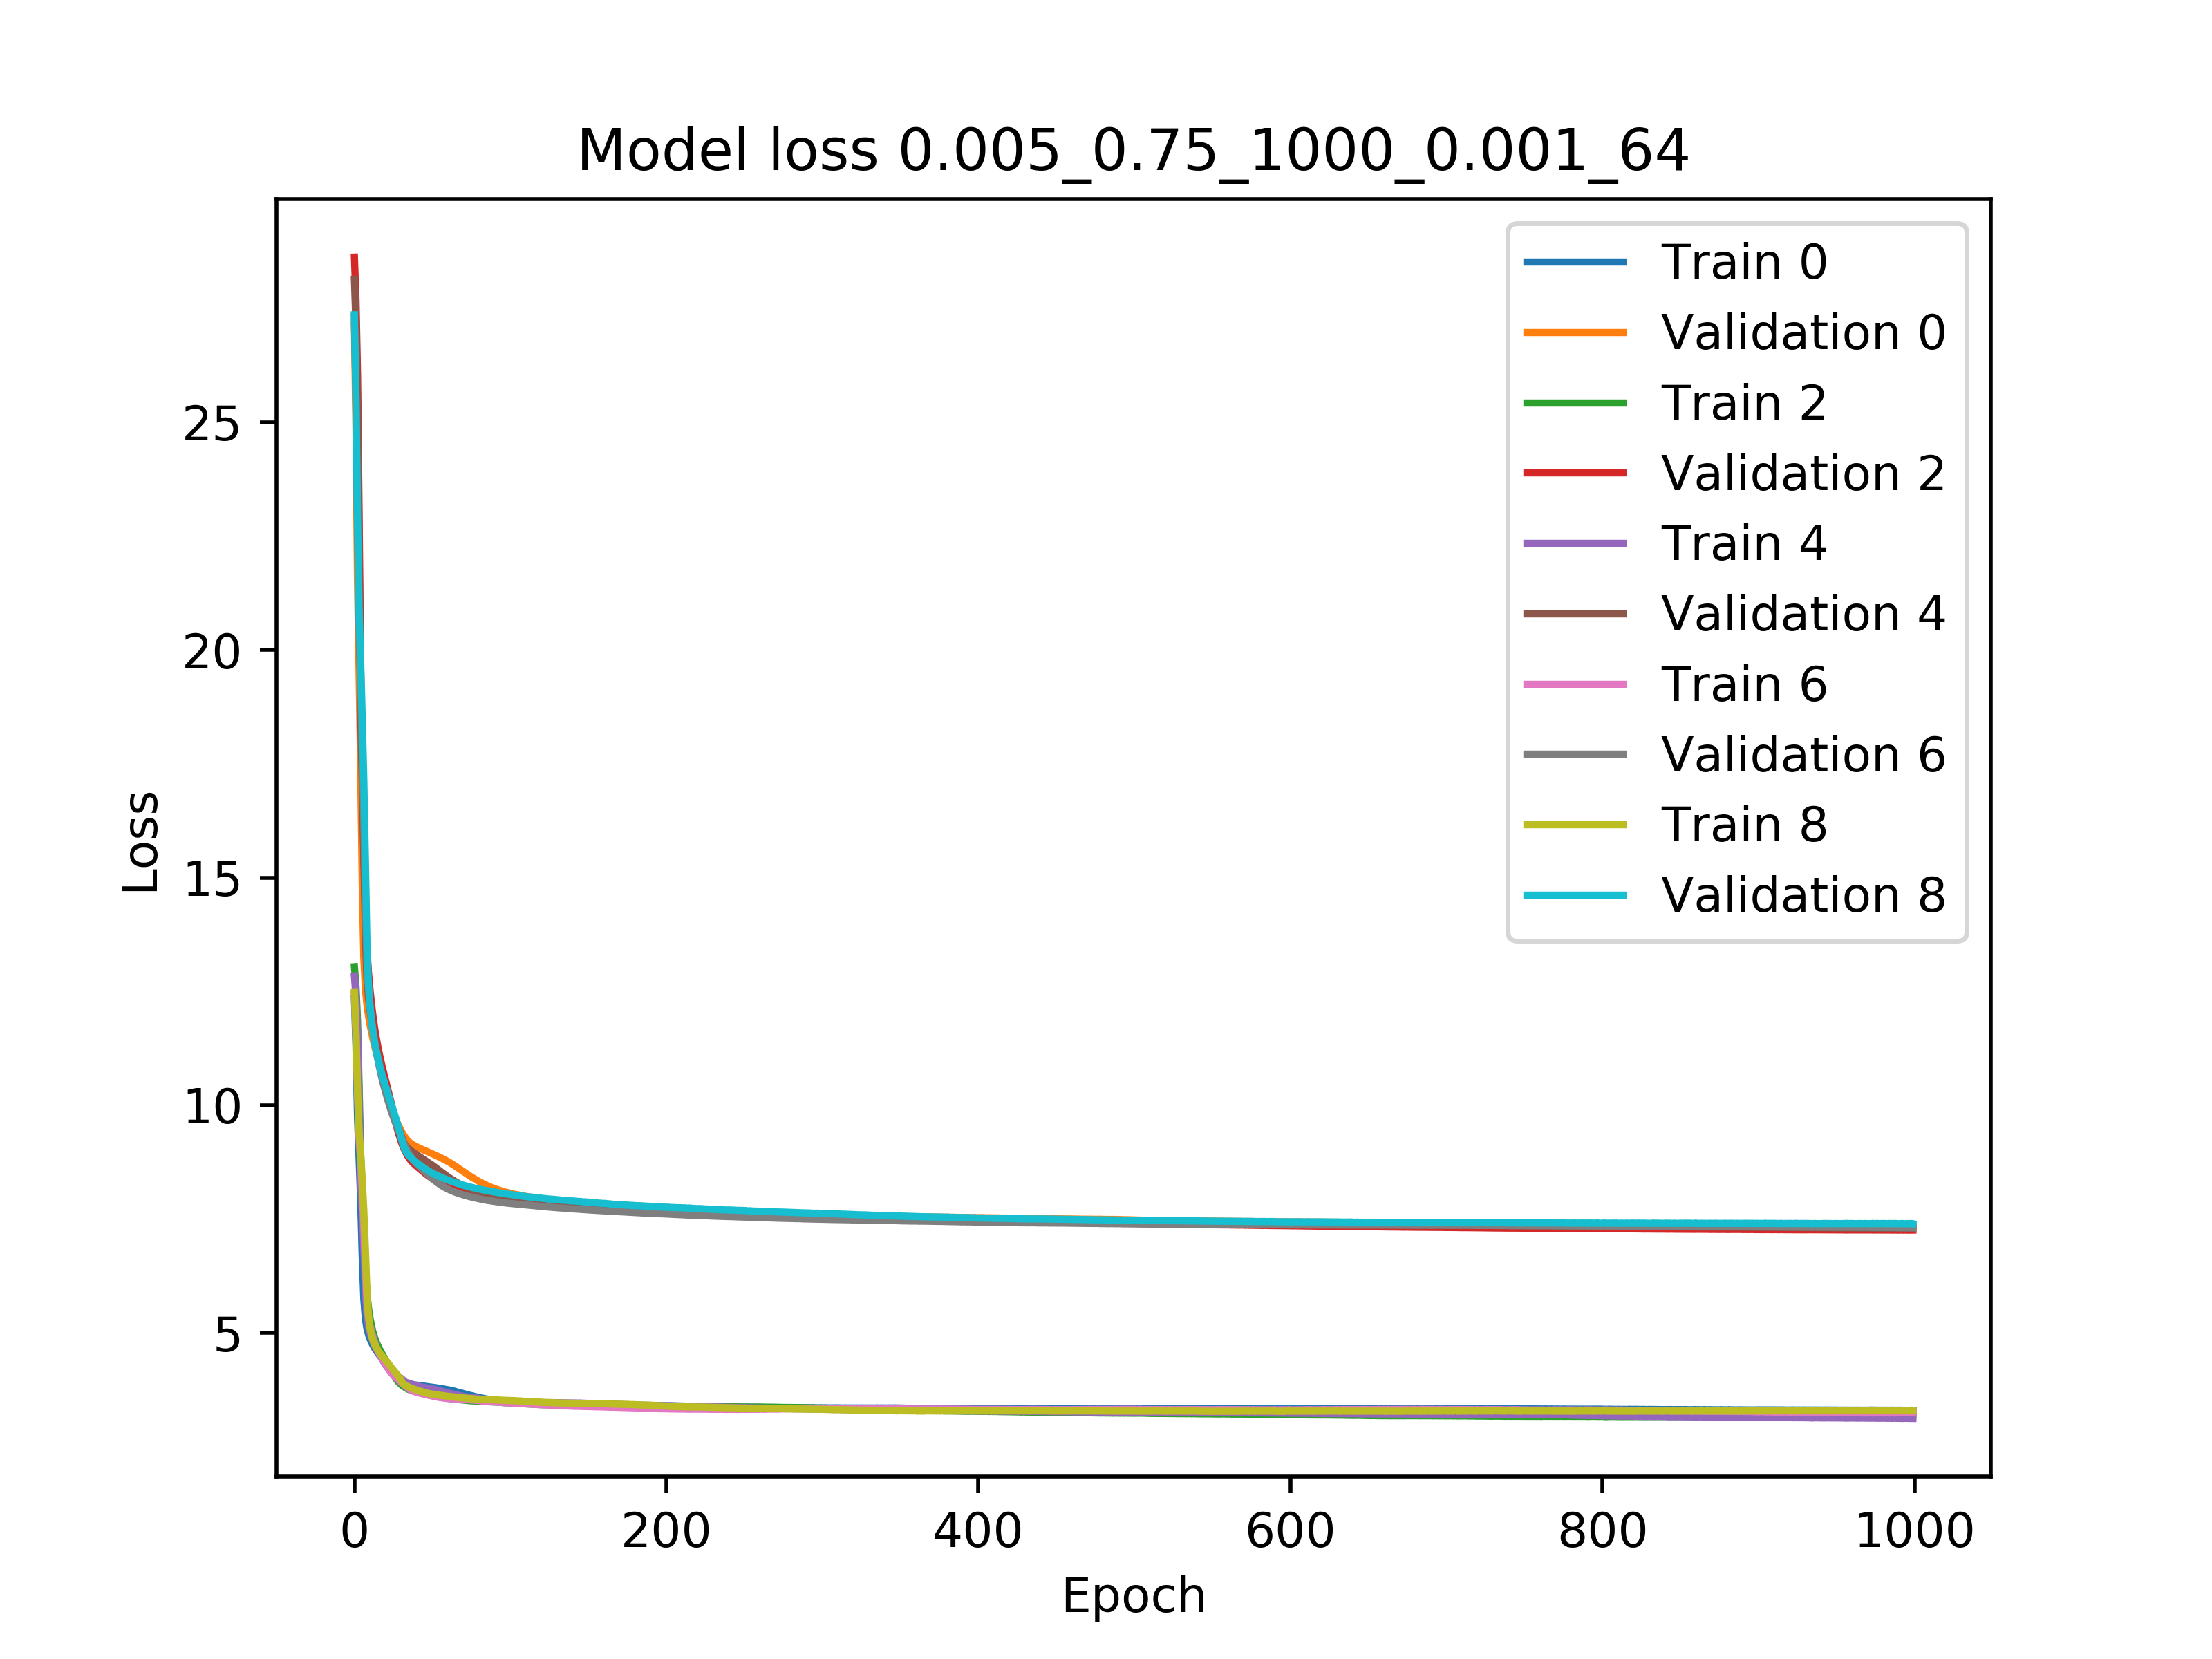 Model loss 0.005_0.75_1000_0.001_64
Train 0
Validation 0
Train 2
Validation 2
Train 4
Validation 4
Train 6
Validation 6
Train 8
Validation 8
25
20
15
10
5
Loss
0 200 400 600 800 1000
Epoch